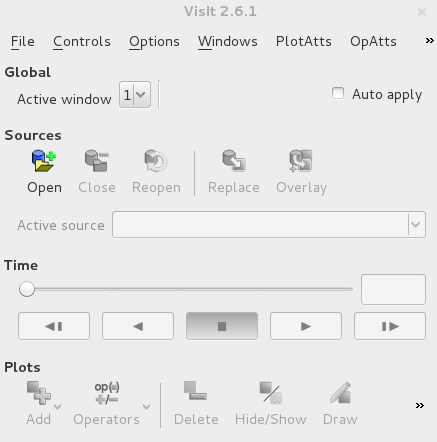 VisIt 2.6.1
File Controls Options Windows PlotAtts OpAtts »
Global
Active window 1 Auto apply
Sources
Open Close Reopen Replace Overlay
Active source
Time
Plots
op(·)
+/-
Add Operators Delete Hide/Show Draw »